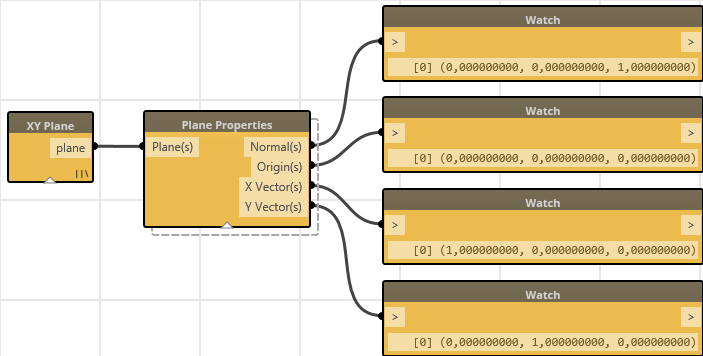 XY Plane
plane
||\
Plane Properties
Plane(s)
Normal(s)
Origin(s)
X Vector(s)
Y Vector(s)
Watch
>
>
[0] (0,000000000, 0,000000000, 1,000000000)
Watch
>
>
[0] (0,000000000, 0,000000000, 0,000000000)
Watch
>
>
[0] (1,000000000, 0,000000000, 0,000000000)
Watch
>
>
[0] (0,000000000, 1,000000000, 0,000000000)